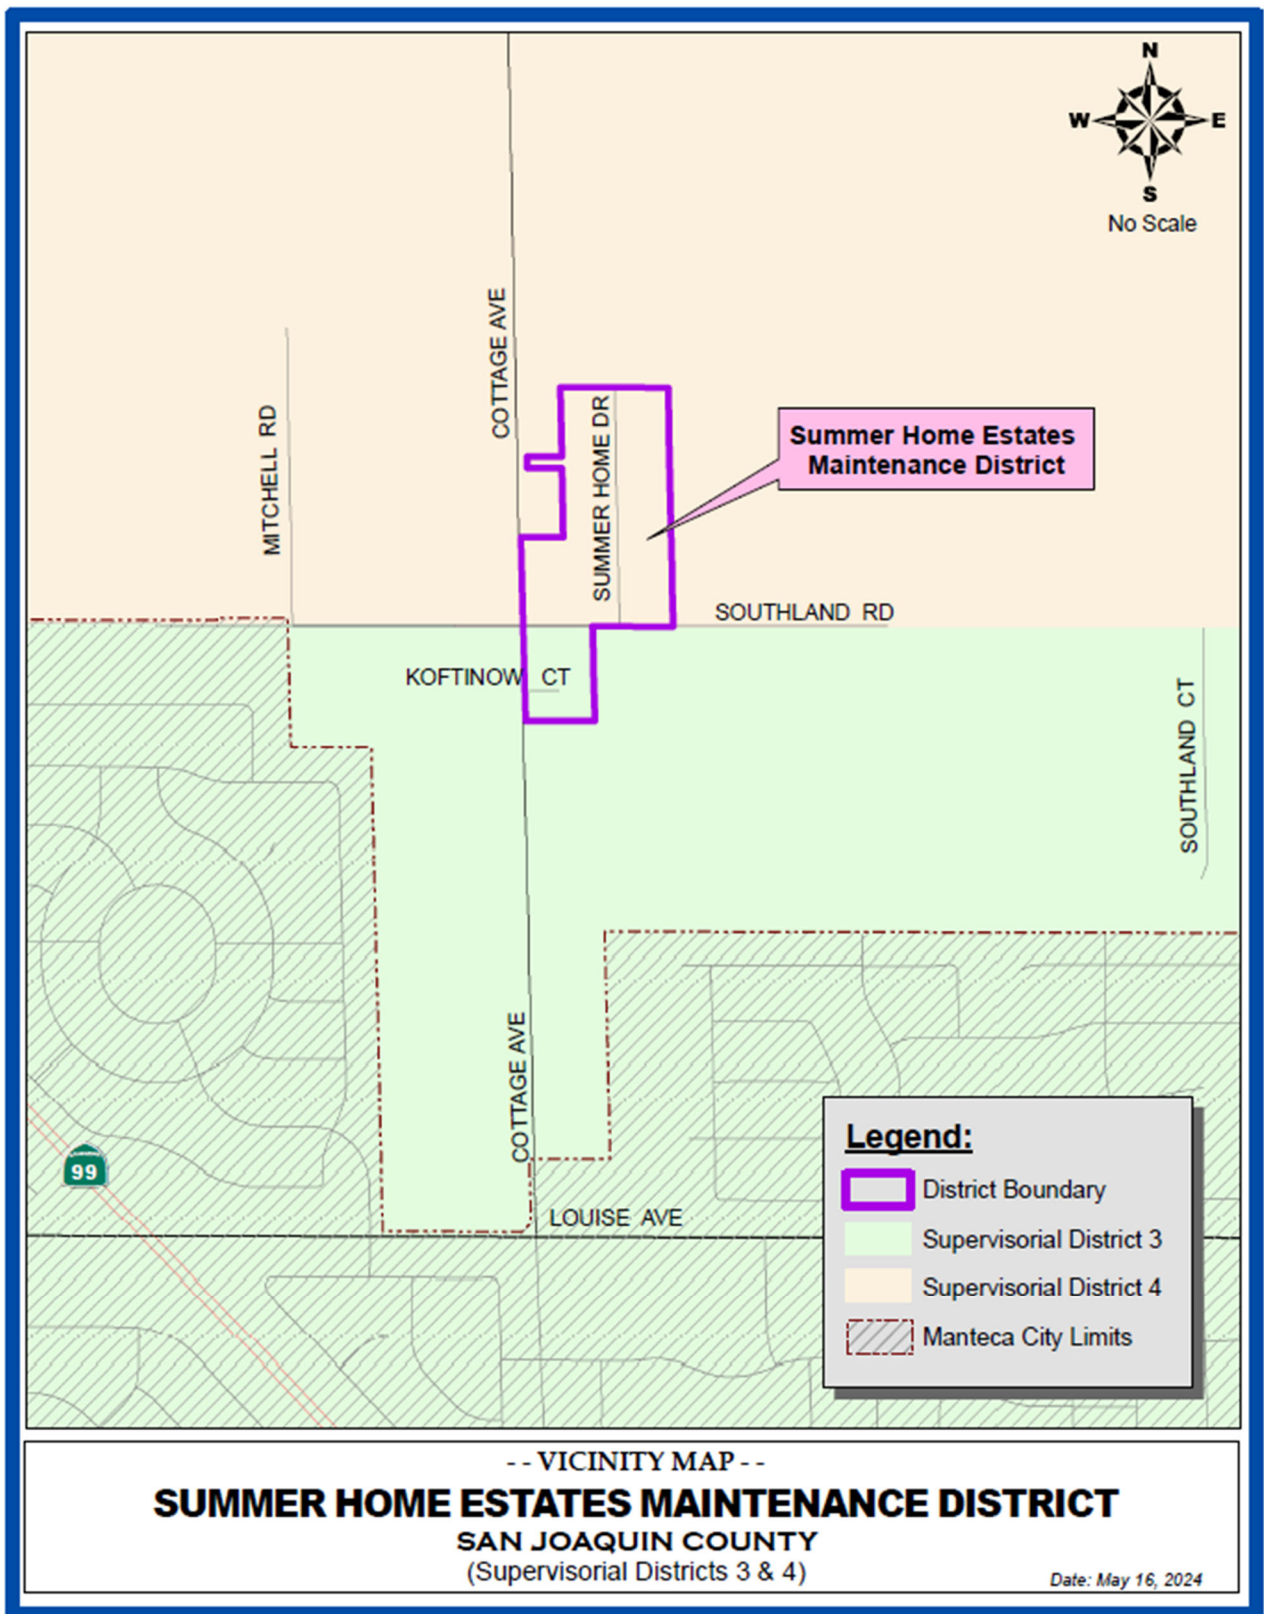 N
W E
S
No Scale
COTTAGE AVE
MITCHELL RD
SUMMER HOME DR
Summer Home Estates
Maintenance District
SOUTHLAND RD
KOFTINOW CT
SOUTHLAND CT
COTTAGE AVE
99
LOUISE AVE
Legend:
District Boundary
Supervisorial District 3
Supervisorial District 4
Manteca City Limits
- - VICINITY MAP - -
SUMMER HOME ESTATES MAINTENANCE DISTRICT
SAN JOAQUIN COUNTY
(Supervisorial Districts 3 & 4)
Date: May 16, 2024